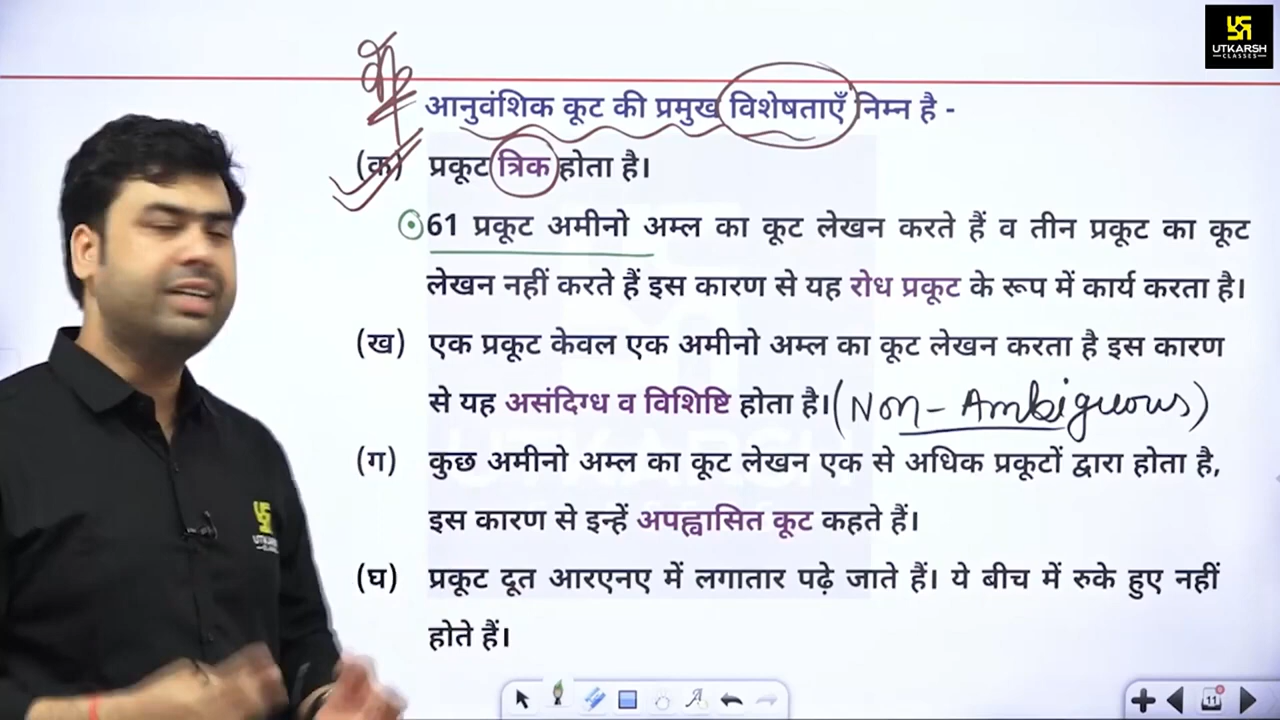 UTKARSH
CLASSES
आनुवंशिक कूट की प्रमुख विशेषताएँ निम्न है -
(क) प्रकूट त्रिक होता है।
61 प्रकूट अमीनो अम्ल का कूट लेखन करते हैं व तीन प्रकूट का कूट
लेखन नहीं करते हैं इस कारण से यह रोध प्रकूट के रूप में कार्य करता है।
(ख) एक प्रकूट केवल एक अमीनो अम्ल का कूट लेखन करता है इस कारण
से यह असंदिग्ध व विशिष्टि होता है। (Non-Ambiguous)
(ग) कुछ अमीनो अम्ल का कूट लेखन एक से अधिक प्रकूटों द्वारा होता है,
इस कारण से इन्हें अपह्वासित कूट कहते हैं।
(घ) प्रकूट दूत आरएनए में लगातार पढ़े जाते हैं। ये बीच में रुके हुए नहीं
होते हैं।
UTKARSH
11